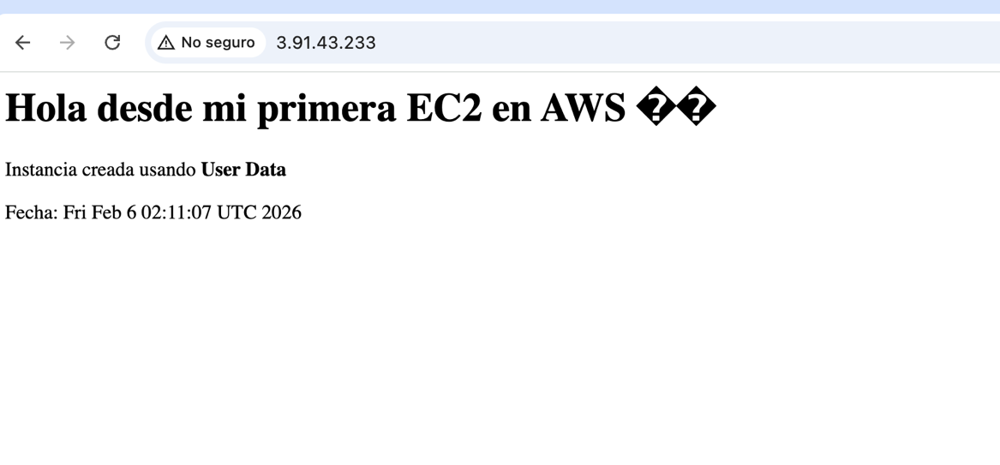 No seguro 3.91.43.233
Hola desde mi primera EC2 en AWS ��
Instancia creada usando User Data
Fecha: Fri Feb 6 02:11:07 UTC 2026